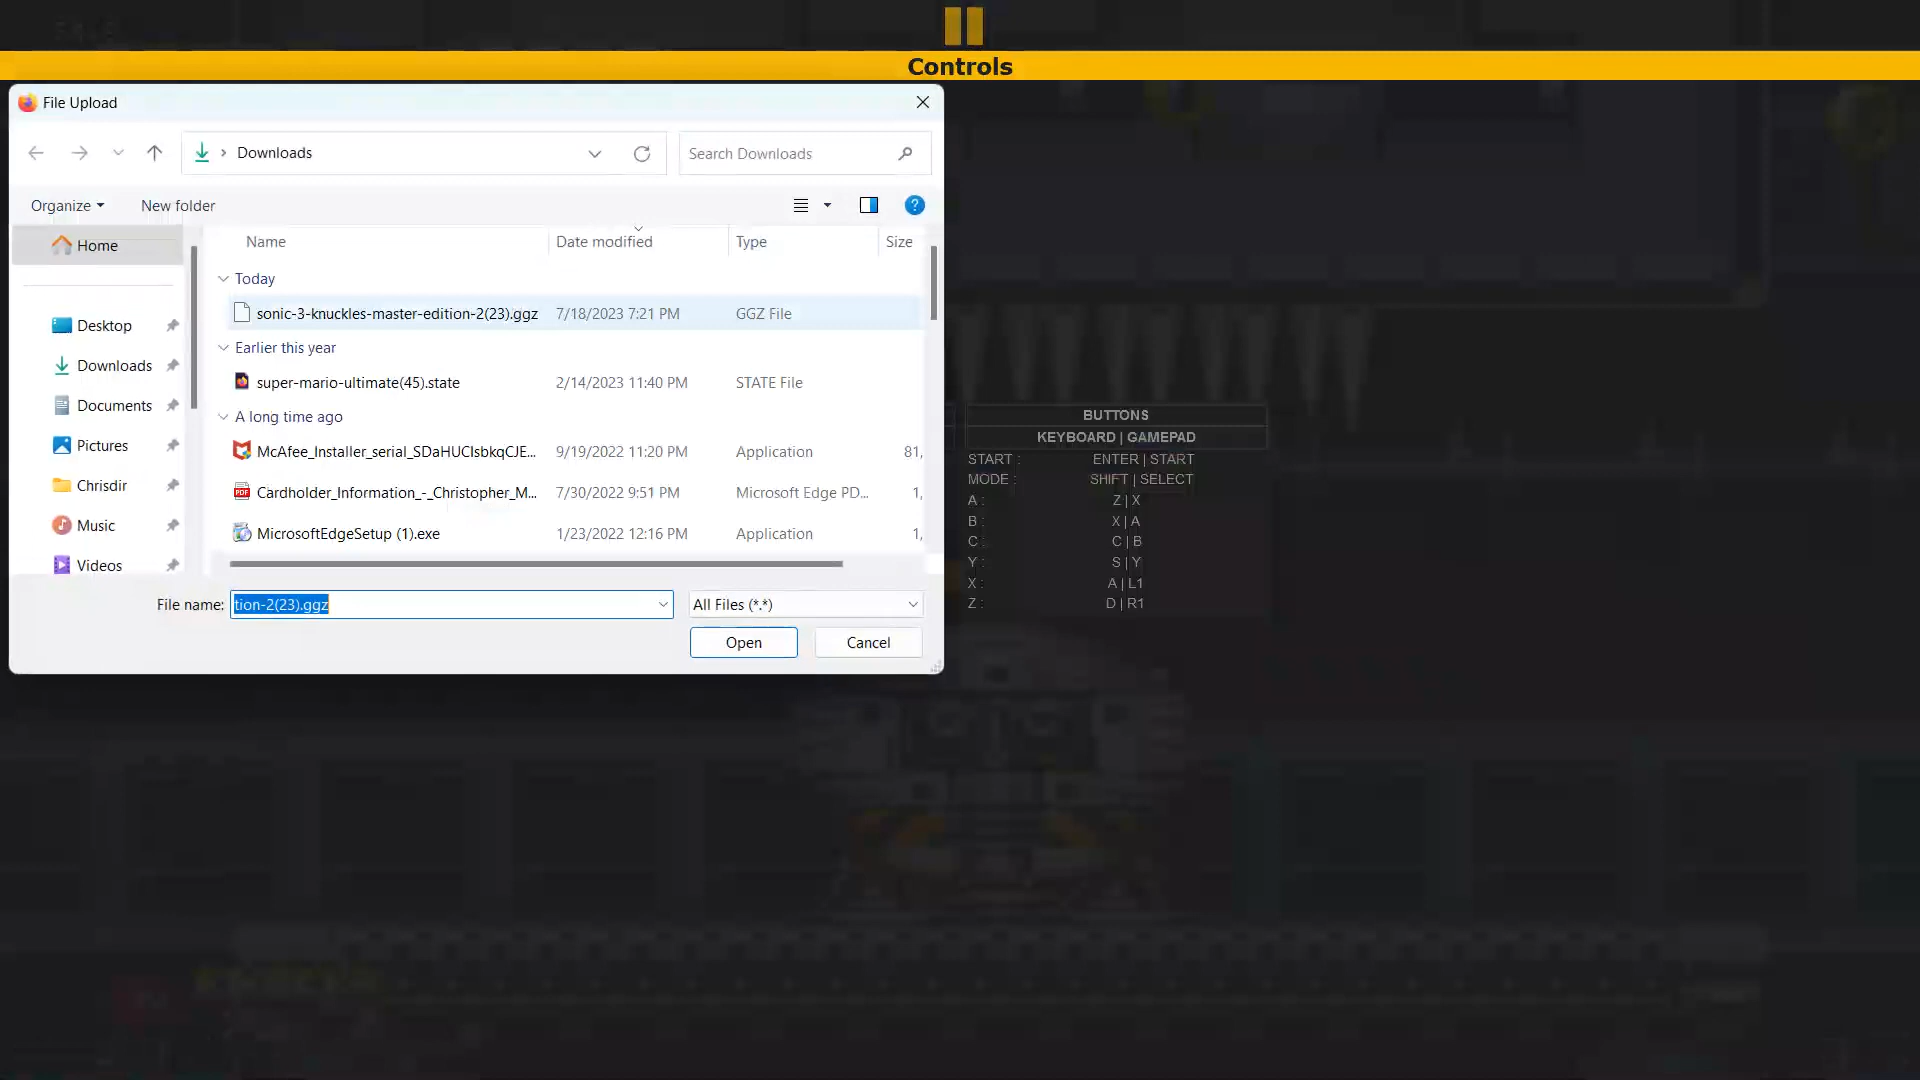 Controls
File Upload
Downloads
Search Downloads
Organize
New folder
?
Home
Desktop
Downloads
Documents
Pictures
Chrisdir
Music
Videos
Name
Date modified
Type
Size
Today
sonic-3-knuckles-master-edition-2(23).ggz 7/18/2023 7:21 PM GGZ File
Earlier this year
super-mario-ultimate(45).state 2/14/2023 11:40 PM STATE File
A long time ago
McAfee_Installer_serial_SDaHUCIsbkqCJE... 9/19/2022 11:20 PM Application 81,
PDF
Cardholder_Information_-_Christopher_M... 7/30/2022 9:51 PM Microsoft Edge PD... 1,
MicrosoftEdgeSetup (1).exe 1/23/2022 12:16 PM Application 1,
File name: tion-2(23).ggz
All Files (*.*)
Open
Cancel
BUTTONS
KEYBOARD | GAMEPAD
START : ENTER | START
MODE : SHIFT | SELECT
A : Z | X
B : X | A
C : C | B
Y : S | Y
X : A | L1
Z : D | R1